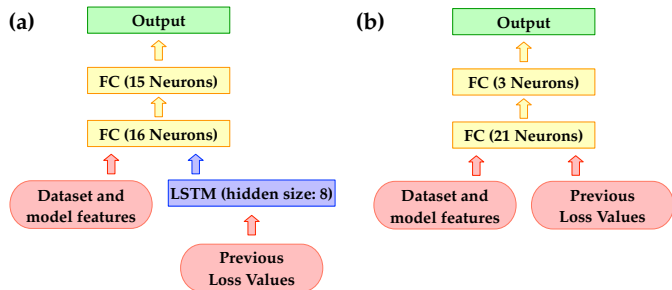 (a)
Output
FC (15 Neurons)
FC (16 Neurons)
Dataset and
model features
LSTM (hidden size: 8)
Previous
Loss Values
(b)
Output
FC (3 Neurons)
FC (21 Neurons)
Dataset and
model features
Previous
Loss Values